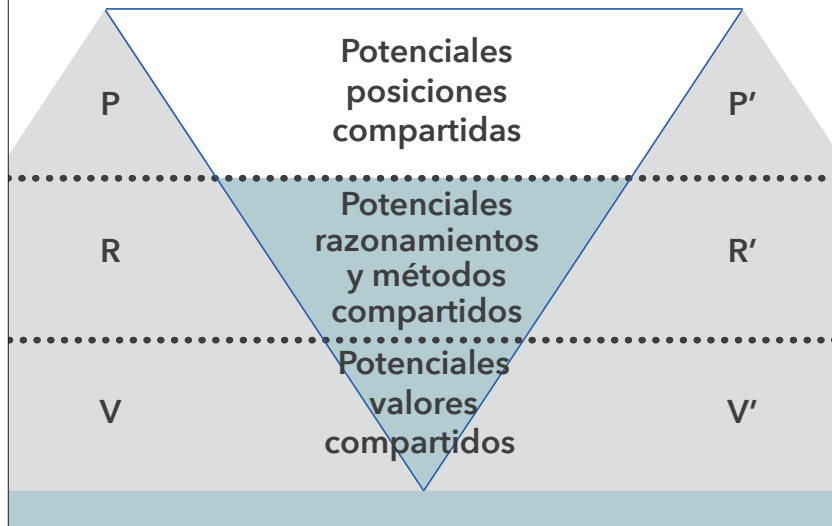 Potenciales
posiciones
compartidas
P
P’
Potenciales
razonamientos
y métodos
compartidos
R
R’
Potenciales
valores
compartidos
V
V’